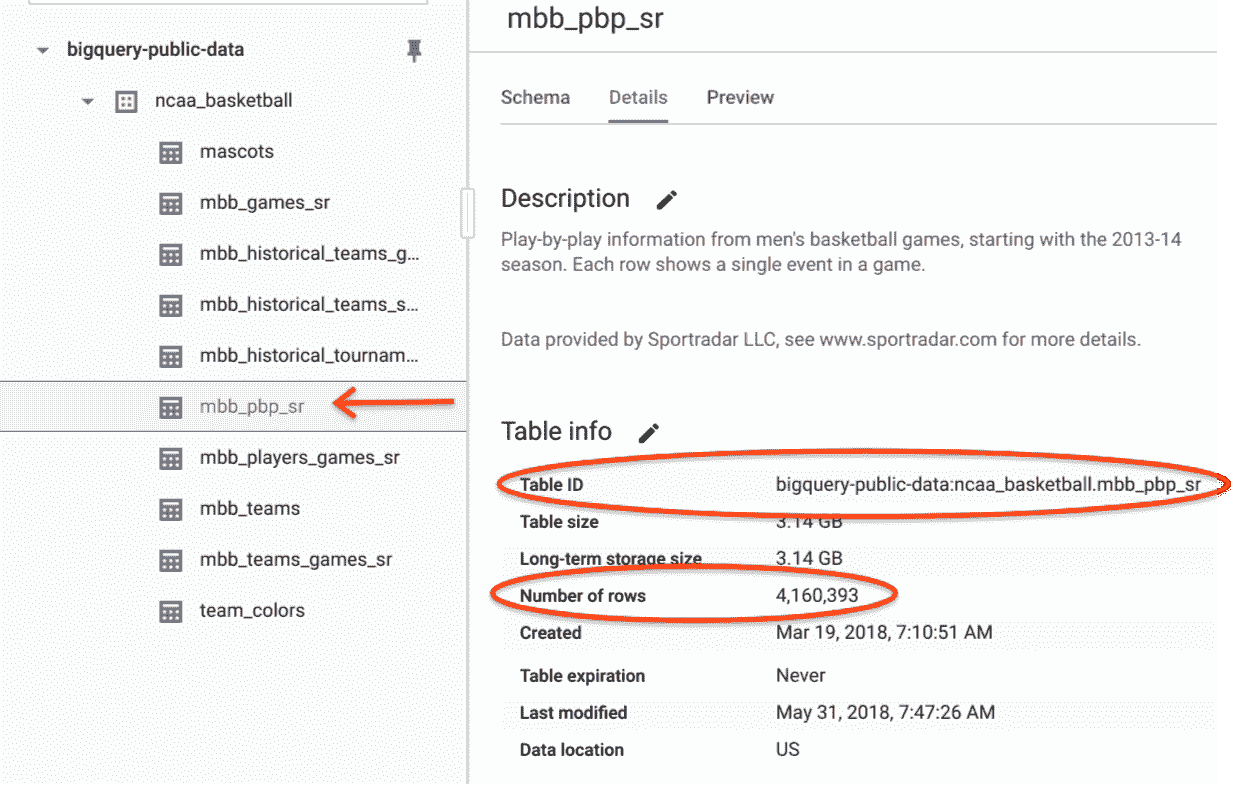 bigquery-public-data
ncaa_basketball
mascots
mbb_games_sr
mbb_historical_teams_g...
mbb_historical_teams_s...
mbb_historical_tournam...
mbb_pbp_sr
mbb_players_games_sr
mbb_teams
mbb_teams_games_sr
team_colors
mbb_pbp_sr
Schema Details Preview
Description
Play-by-play information from men's basketball games, starting with the 2013-14
season. Each row shows a single event in a game.
Data provided by Sportradar LLC, see www.sportradar.com for more details.
Table info
Table ID bigquery-public-data:ncaa_basketball.mbb_pbp_sr
Table size 3.14 GB
Long-term storage size 3.14 GB
Number of rows 4,160,393
Created Mar 19, 2018, 7:10:51 AM
Table expiration Never
Last modified May 31, 2018, 7:47:26 AM
Data location US